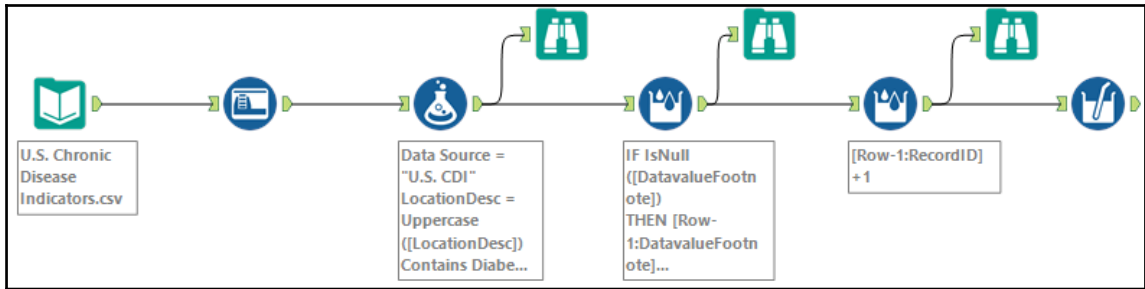 U.S. Chronic
Disease
Indicators.csv
Data Source =
"U.S. CDI"
LocationDesc =
Uppercase
([LocationDesc])
Contains Diabe...
IF IsNull
([DatavalueFootn
ote])
THEN [Row-
1:DatavalueFootn
note]...
[Row-1:RecordID]
+1